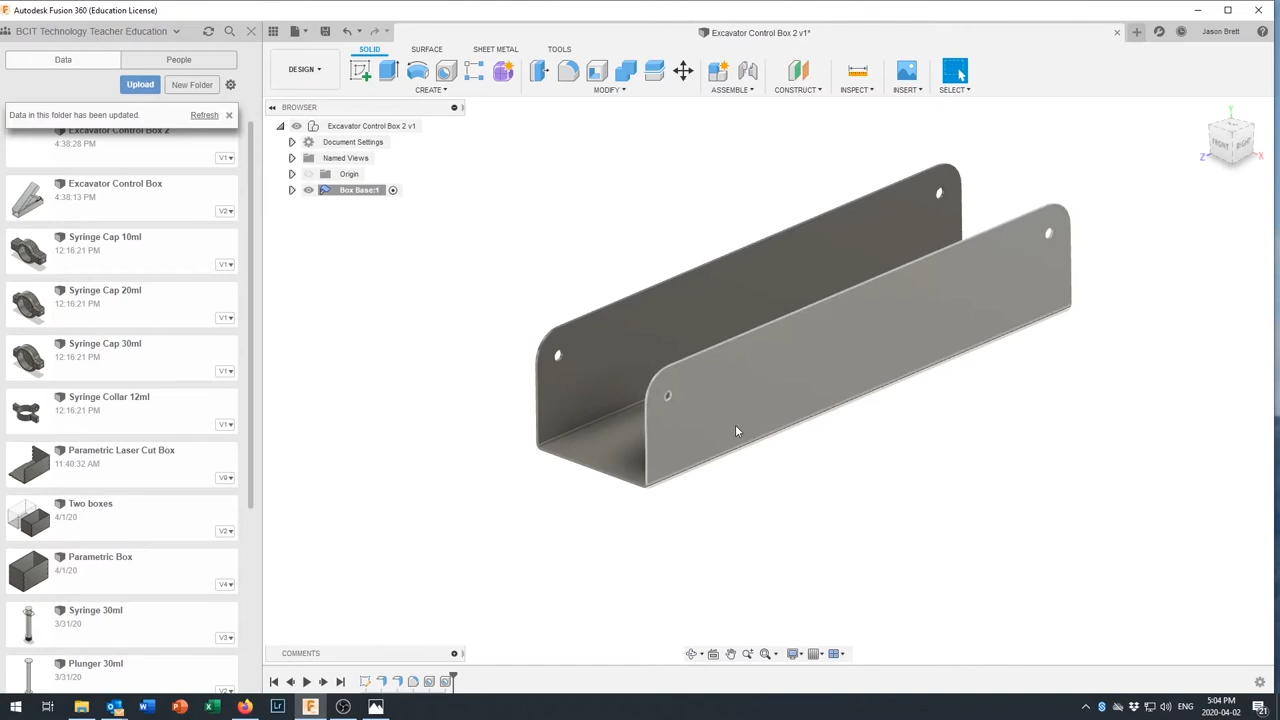 Autodesk Fusion 360 (Education License)
BCIT Technology Teacher Education
Excavator Control Box 2 v1*
Jason Brett
Data
People
SOLID
SURFACE
SHEET METAL
TOOLS
DESIGN
Upload
New Folder
CREATE
MODIFY
ASSEMBLE
CONSTRUCT
INSPECT
INSERT
SELECT
Data in this folder has been updated.
Refresh
BROWSER
Excavator Control Box 2
4:38:28 PM
V1
Excavator Control Box 2 v1
Document Settings
Named Views
Origin
Box Base:1
Y
FRONT
RIGHT
Z
X
Excavator Control Box
4:38:13 PM
V2
Syringe Cap 10ml
12:16:21 PM
V1
Syringe Cap 20ml
12:16:21 PM
V1
Syringe Cap 30ml
12:16:21 PM
V1
Syringe Collar 12ml
12:16:21 PM
V1
Parametric Laser Cut Box
11:40:32 AM
V9
Two boxes
4/1/20
V2
Parametric Box
4/1/20
V4
Syringe 30ml
3/31/20
V3
Plunger 30ml
3/31/20
V2
COMMENTS
ENG
5:04 PM
2020-04-02
21